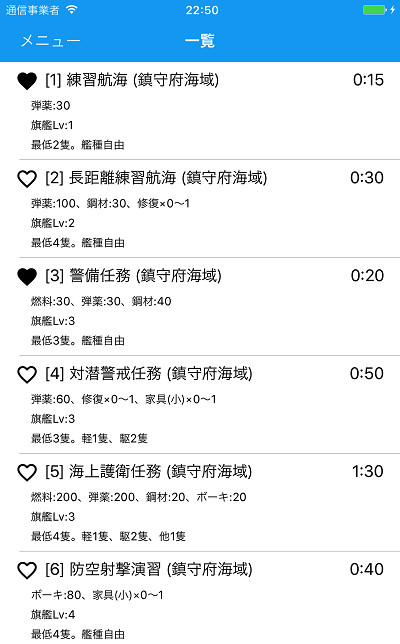 通信事業者 22:50
メニュー 一覧
[1] 練習航海 (鎮守府海域) 0:15
弾薬:30
旗艦Lv:1
最低2隻。艦種自由
[2] 長距離練習航海 (鎮守府海域) 0:30
弾薬:100、鋼材:30、修復×0〜1
旗艦Lv:2
最低4隻。艦種自由
[3] 警備任務 (鎮守府海域) 0:20
燃料:30、弾薬:30、鋼材:40
旗艦Lv:3
最低3隻。艦種自由
[4] 対潜警戒任務 (鎮守府海域) 0:50
弾薬:60、修復×0〜1、家具(小)×0〜1
旗艦Lv:3
最低3隻。軽1隻、駆2隻
[5] 海上護衛任務 (鎮守府海域) 1:30
燃料:200、弾薬:200、鋼材:20、ボーキ:20
旗艦Lv:3
最低4隻。軽1隻、駆2隻、他1隻
[6] 防空射撃演習 (鎮守府海域) 0:40
ボーキ:80、家具(小)×0〜1
旗艦Lv:4
最低4隻。艦種自由